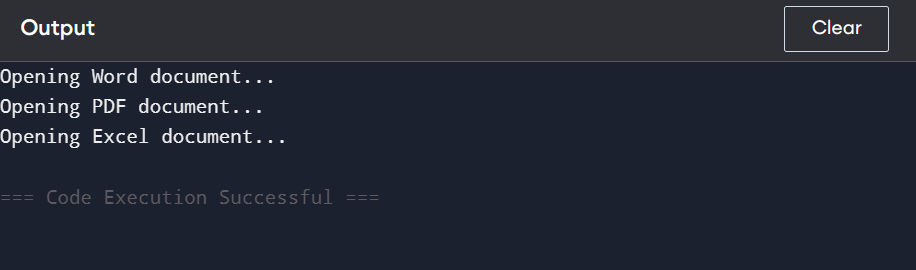 Output
Clear
Opening Word document...
Opening PDF document...
Opening Excel document...
=== Code Execution Successful ===